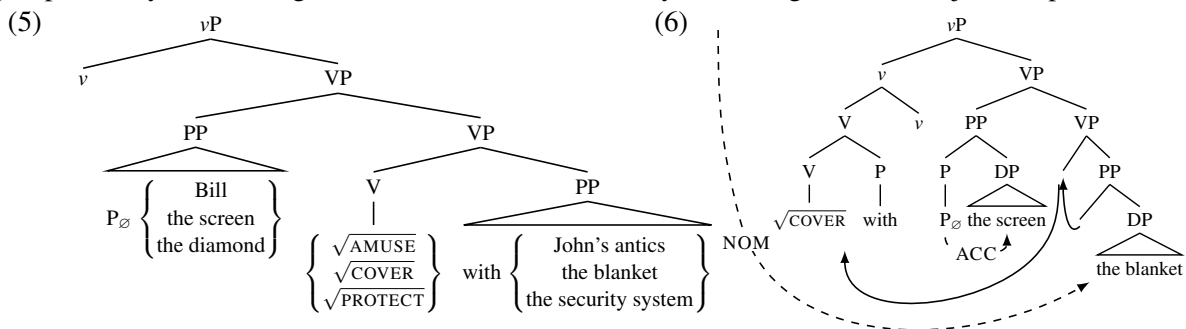 (5) (6)
vP vP
v VP v VP
PP VP V v PP VP
V PP V P P DP PP
P∅ { Bill the screen the diamond } √COVER with P∅ the screen DP
{ √AMUSE √COVER √PROTECT } with { John's antics the blanket the security system } NOM ACC the blanket